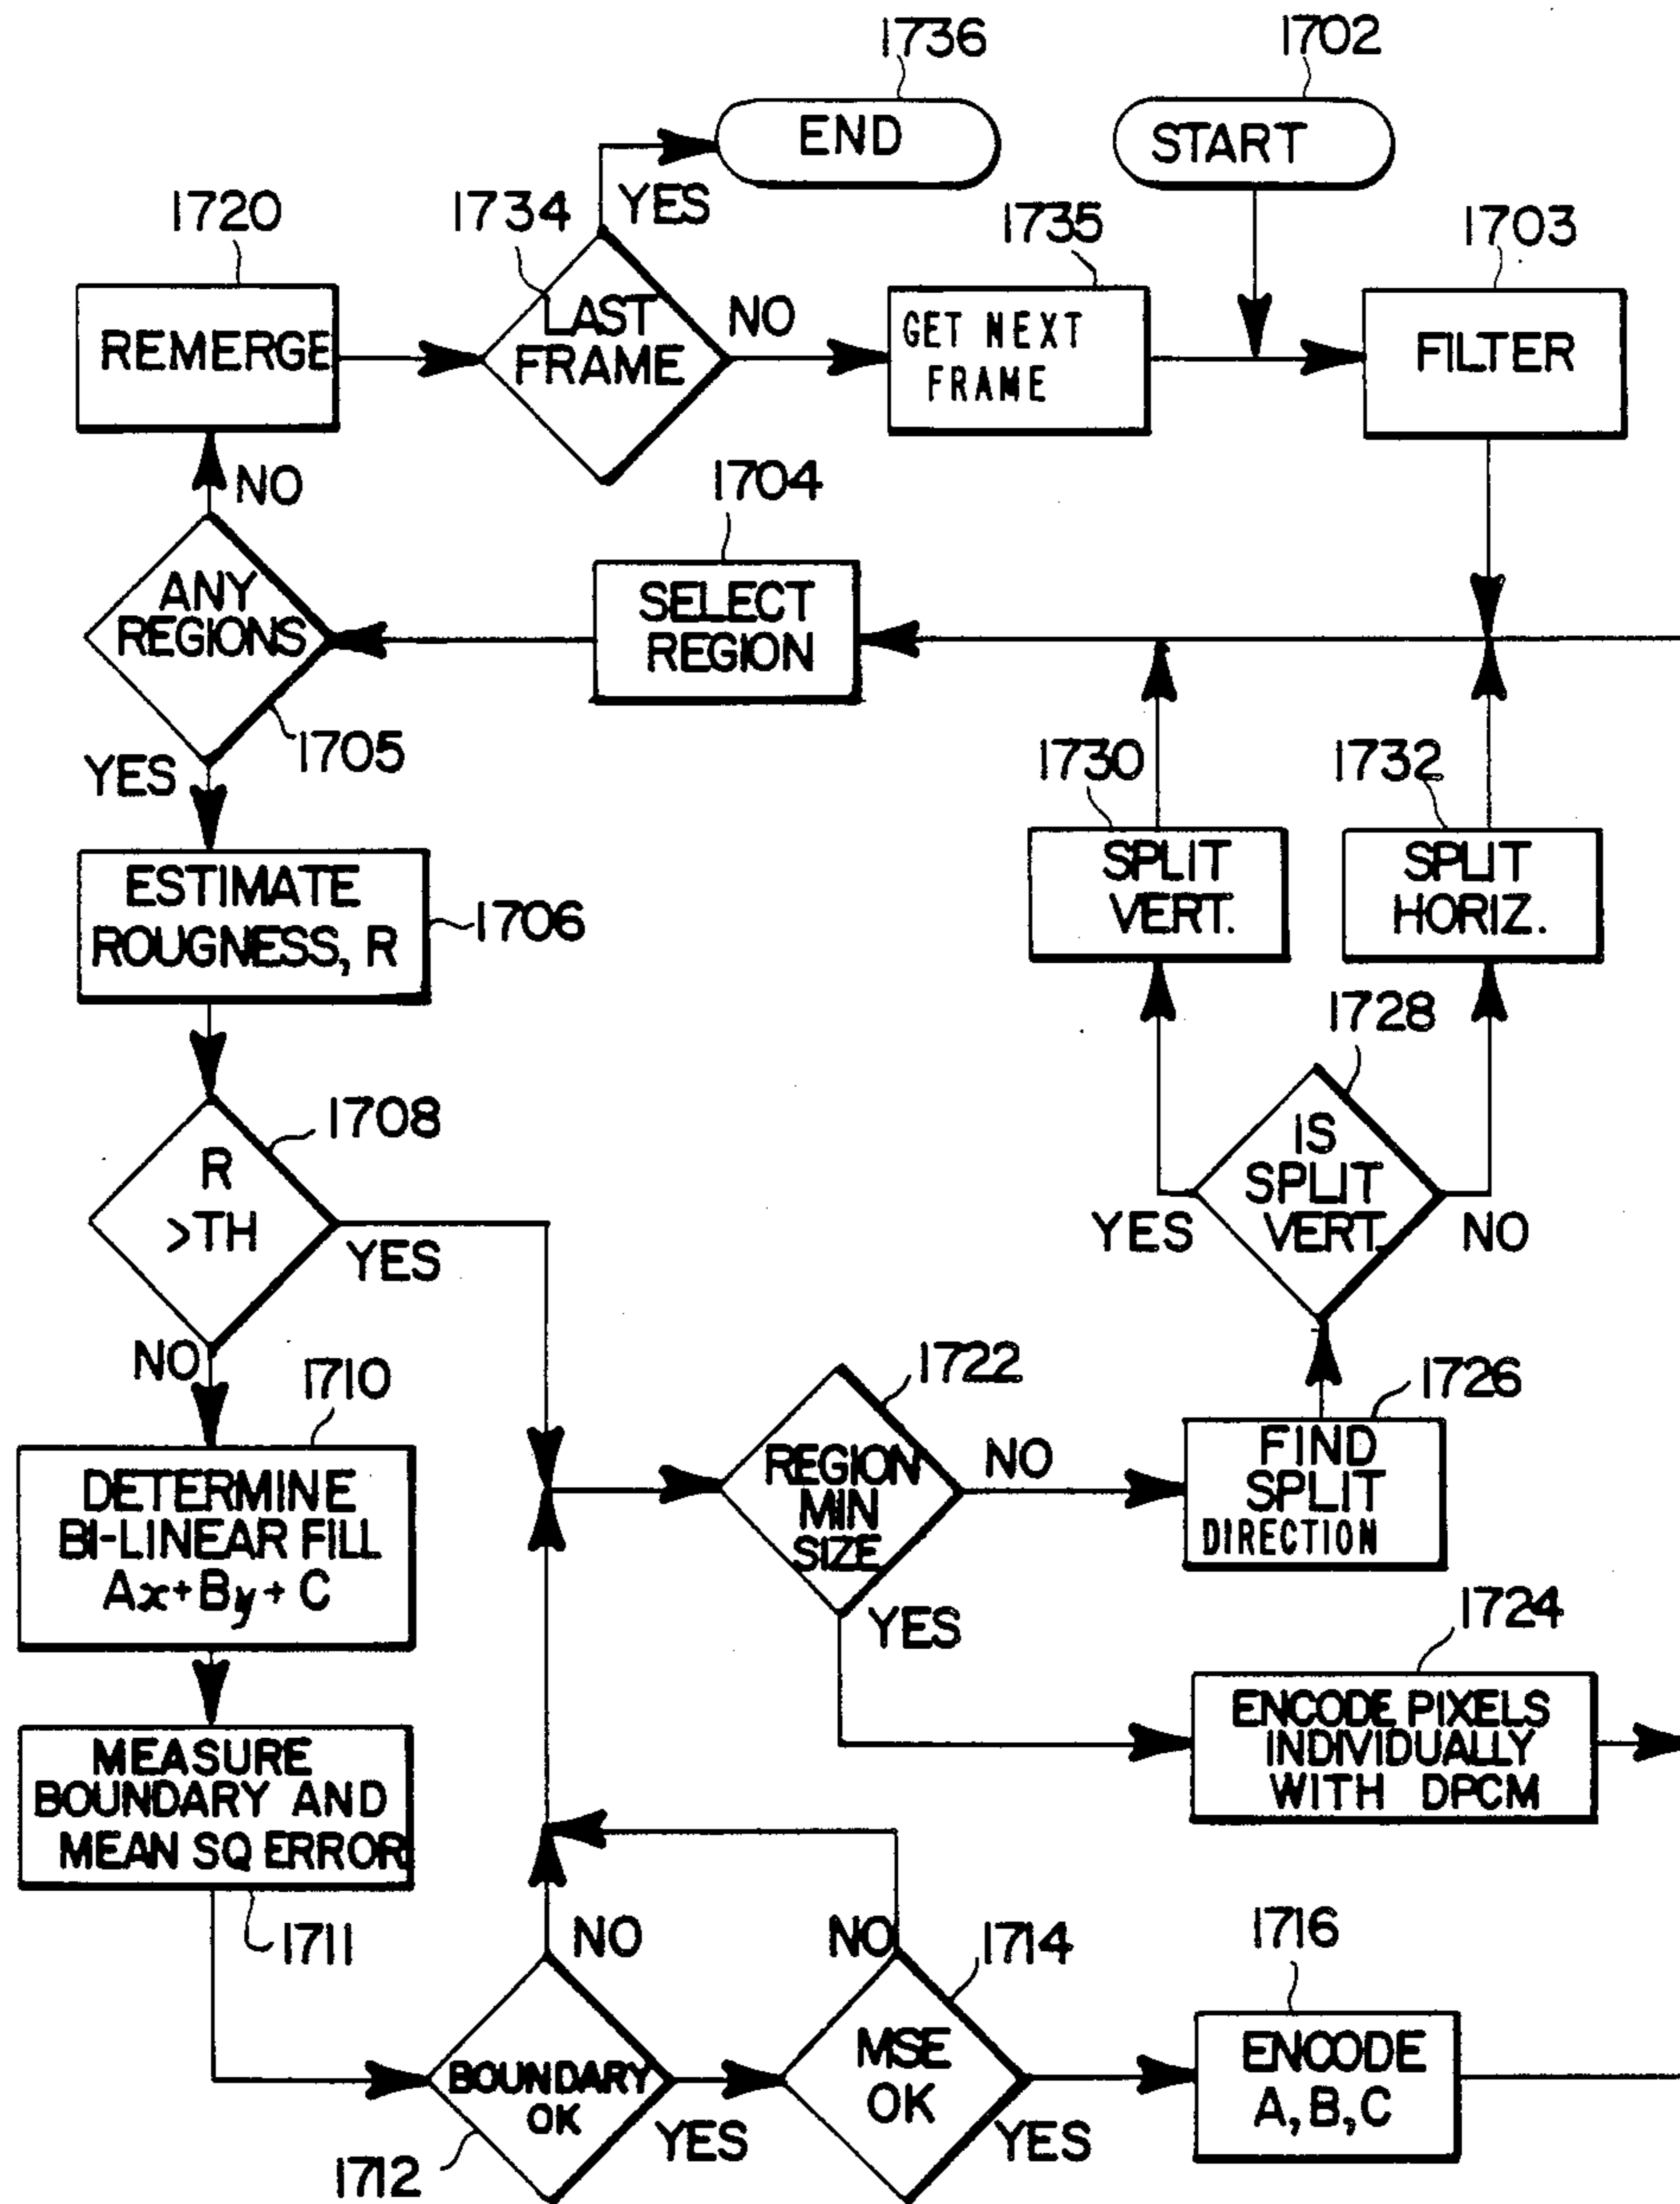 1736
1702
END
START
YES
1720
1734
1735
1703
REMERGE
LAST
FRAME
NO
GET NEXT
FRAME
FILTER
NO
1704
ANY
REGIONS
SELECT
REGION
1705
YES
1730
1732
ESTIMATE
ROUGNESS, R
1706
SPLIT
VERT.
SPLIT
HORIZ.
1728
1708
R
>TH
YES
IS
SPLIT
VERT.
YES
NO
NO
1710
1722
1726
DETERMINE
BI-LINEAR FILL
Ax+By+C
REGION
MIN
SIZE
NO
FIND
SPLIT
DIRECTION
YES
1724
MEASURE
BOUNDARY AND
MEAN SQ ERROR
ENCODE PIXELS
INDIVIDUALLY
WITH DPCM
1711
NO
NO
1714
1716
BOUNDARY
OK
MSE
OK
ENCODE
A, B, C
1712
YES
YES